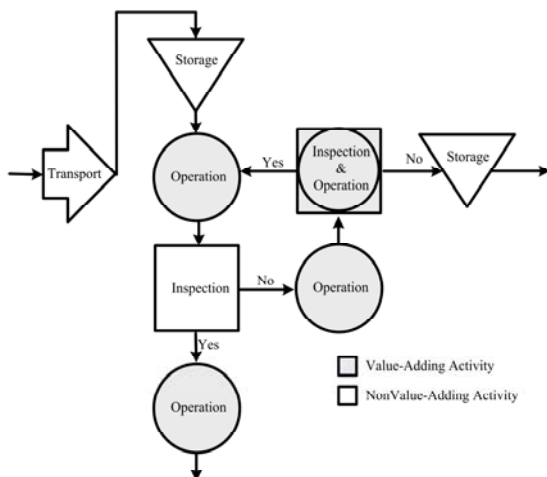 Storage
Transport
Operation
Yes
Inspection
&
Operation
No
Storage
Inspection
No
Operation
Yes
Operation
Value-Adding Activity
NonValue-Adding Activity